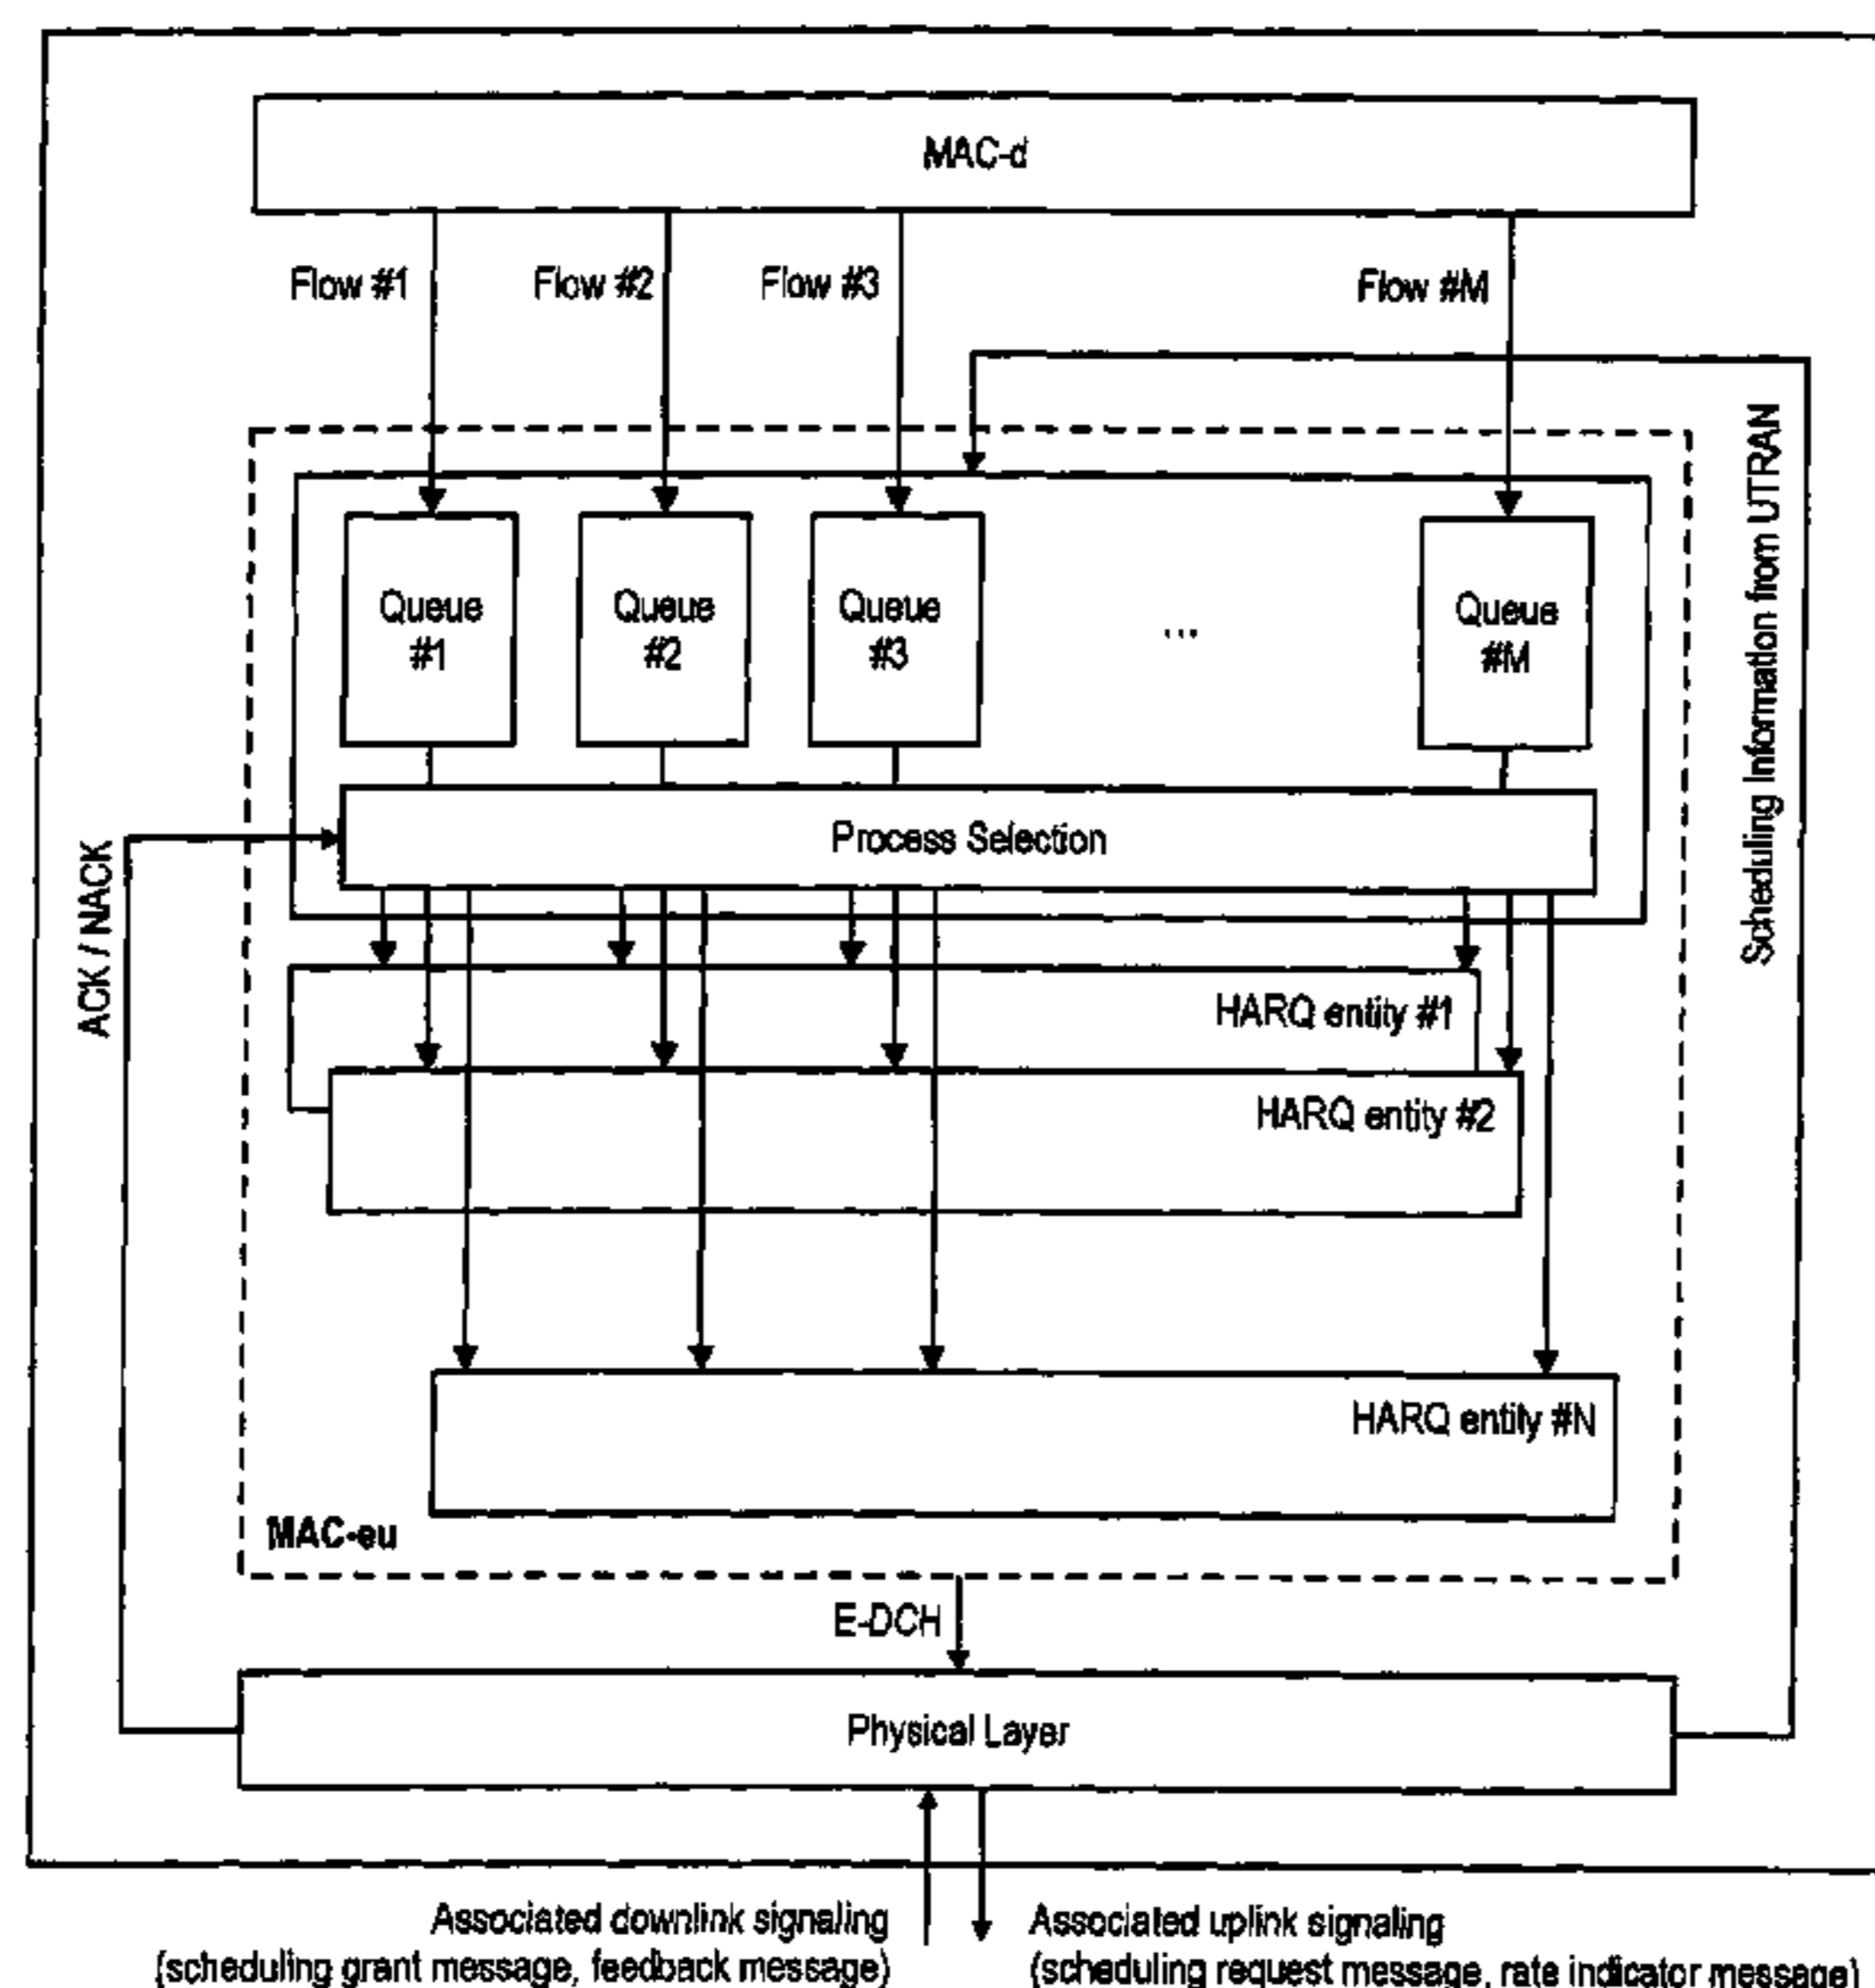 MAC-d
Flow #1
Flow #2
Flow #3
Flow #M
Scheduling Information from UTRAN
Queue
#1
Queue
#2
Queue
#3
...
Queue
#M
Process Selection
ACK / NACK
HARQ entity #1
HARQ entity #2
HARQ entity #N
MAC-eu
E-DCH
Physical Layer
Associated downlink signaling
(scheduling grant message, feedback message)
Associated uplink signaling
(scheduling request message, rate indicator message)